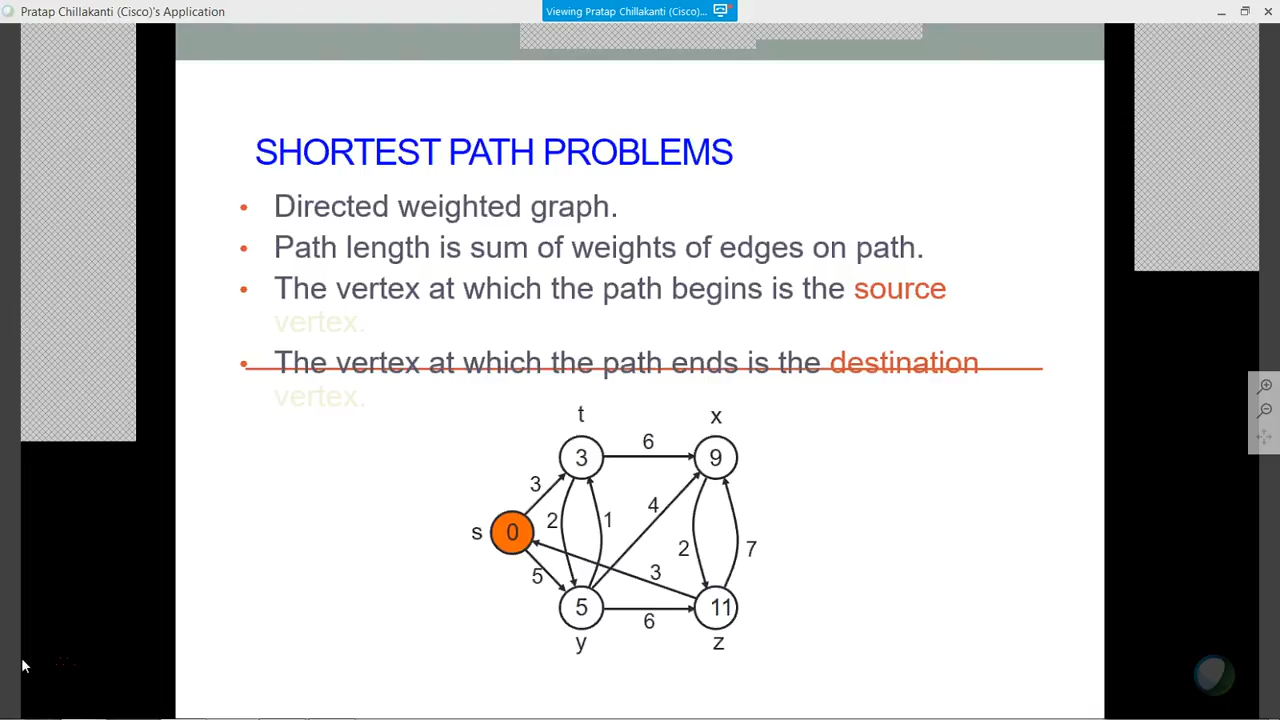 Pratap Chillakanti (Cisco)'s Application
Viewing Pratap Chillakanti (Cisco)...
SHORTEST PATH PROBLEMS
• Directed weighted graph.
• Path length is sum of weights of edges on path.
• The vertex at which the path begins is the source
vertex.
• The vertex at which the path ends is the destination
vertex.
t x
6
3 9
3
4
2 1
s 0
2 7
3
5
5 11
6
y z